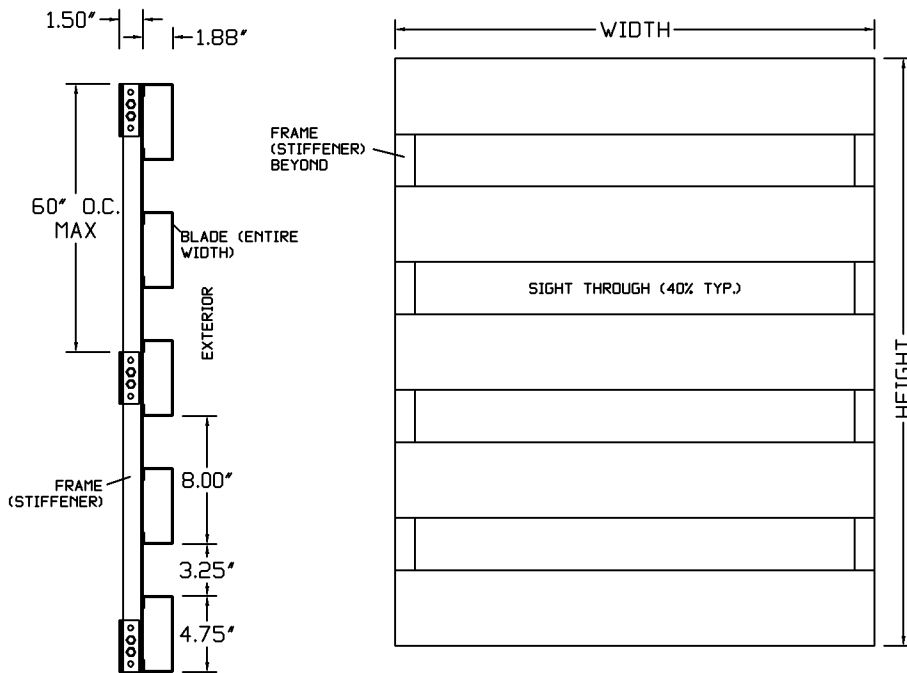 1.50"
1.88"
WIDTH
FRAME
(STIFFENER)
BEYOND
60" O.C.
MAX
BLADE (ENTIRE
WIDTH)
EXTERIOR
SIGHT THROUGH (40% TYP.)
HEIGHT
FRAME
(STIFFENER)
8.00"
3.25"
4.75"